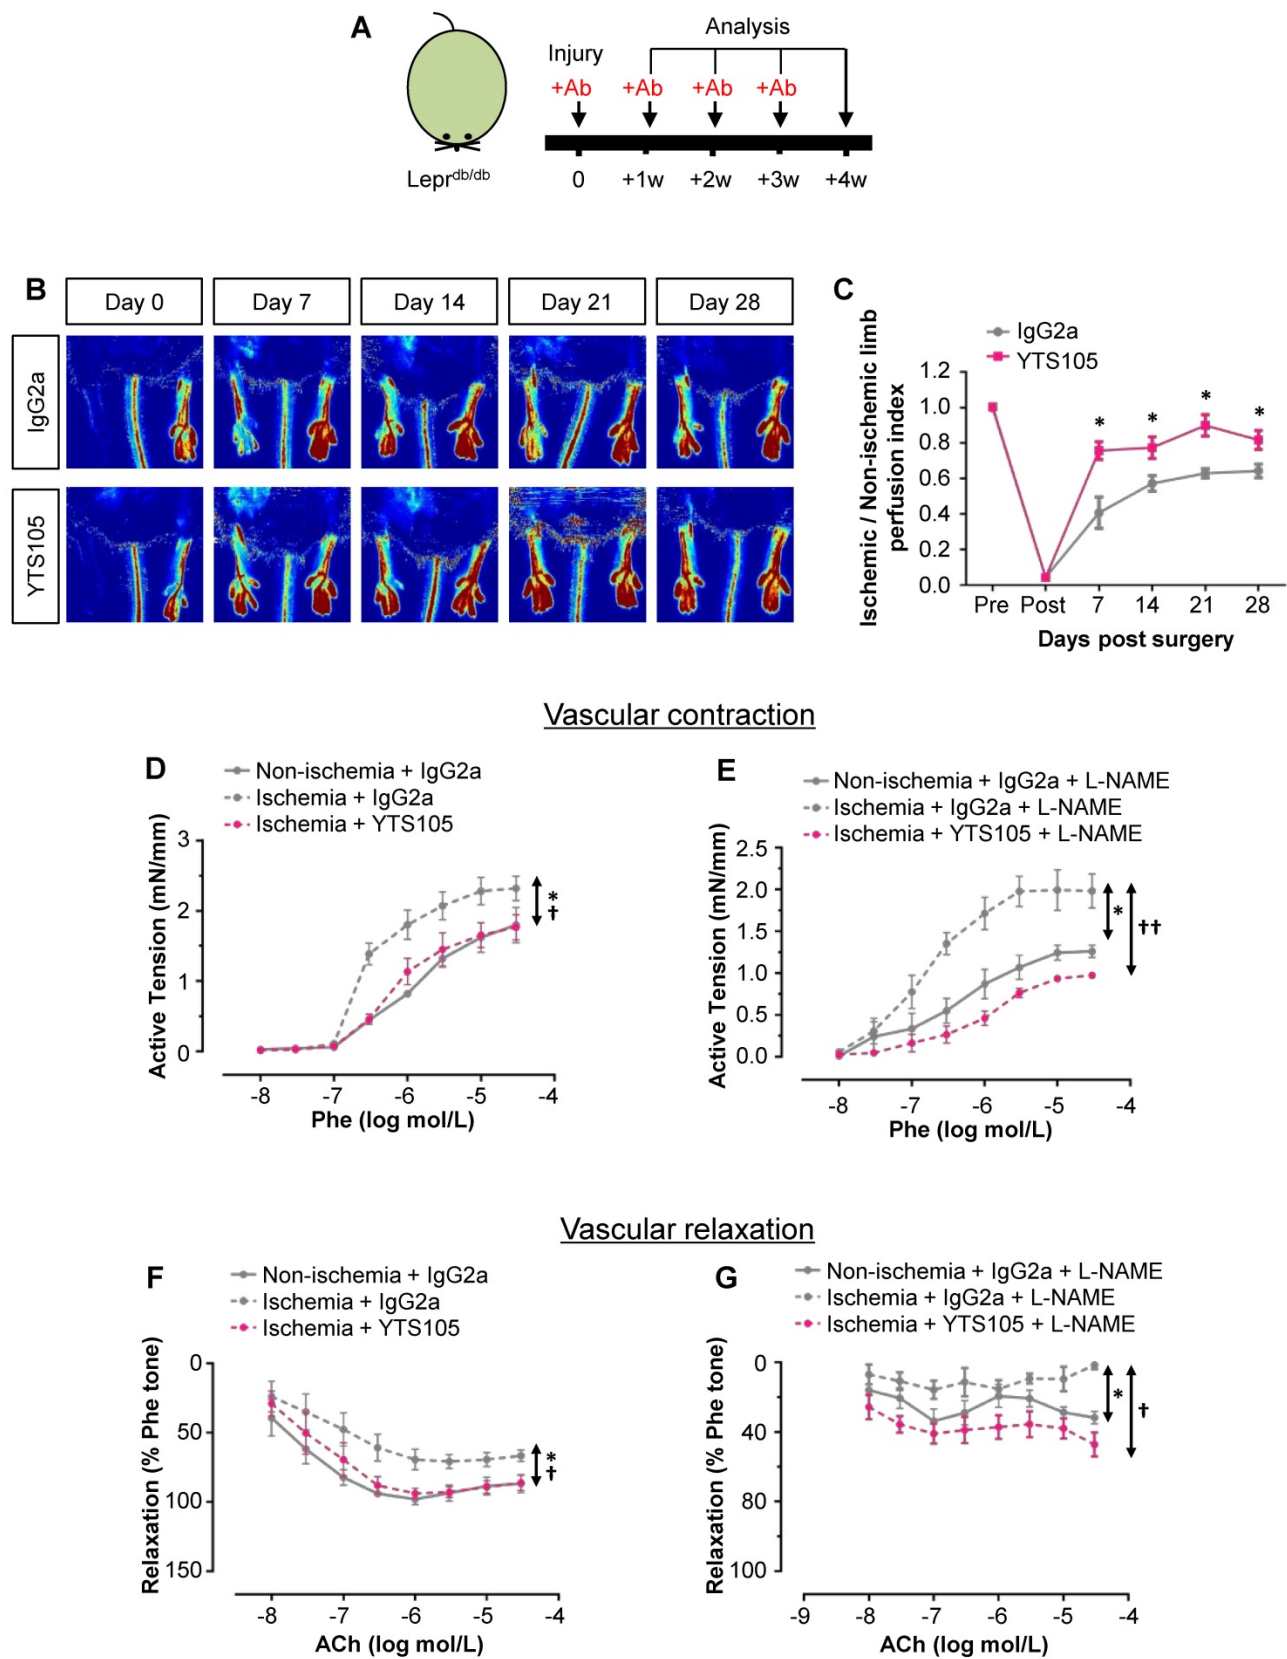 A
Analysis
Injury
+Ab +Ab +Ab +Ab
Lepr^db/db
0 +1w +2w +3w +4w
B
Day 0 Day 7 Day 14 Day 21 Day 28
IgG2a
YTS105
C
IgG2a
YTS105
Ischemic / Non-ischemic limb
perfusion index
1.2
1.0
0.8
0.6
0.4
0.2
0.0
* * * *
Pre Post 7 14 21 28
Days post surgery
Vascular contraction
D
Non-ischemia + IgG2a
Ischemia + IgG2a
Ischemia + YTS105
Active Tension (mN/mm)
3
2
1
0
*
†
-8 -7 -6 -5 -4
Phe (log mol/L)
E
Non-ischemia + IgG2a + L-NAME
Ischemia + IgG2a + L-NAME
Ischemia + YTS105 + L-NAME
Active Tension (mN/mm)
2.5
2.0
1.5
1.0
0.5
0.0
*
††
-8 -7 -6 -5 -4
Phe (log mol/L)
Vascular relaxation
F
Non-ischemia + IgG2a
Ischemia + IgG2a
Ischemia + YTS105
Relaxation (% Phe tone)
0
50
100
150
*
†
-8 -7 -6 -5 -4
ACh (log mol/L)
G
Non-ischemia + IgG2a + L-NAME
Ischemia + IgG2a + L-NAME
Ischemia + YTS105 + L-NAME
Relaxation (% Phe tone)
0
40
80
100
*
†
-9 -8 -7 -6 -5 -4
ACh (log mol/L)